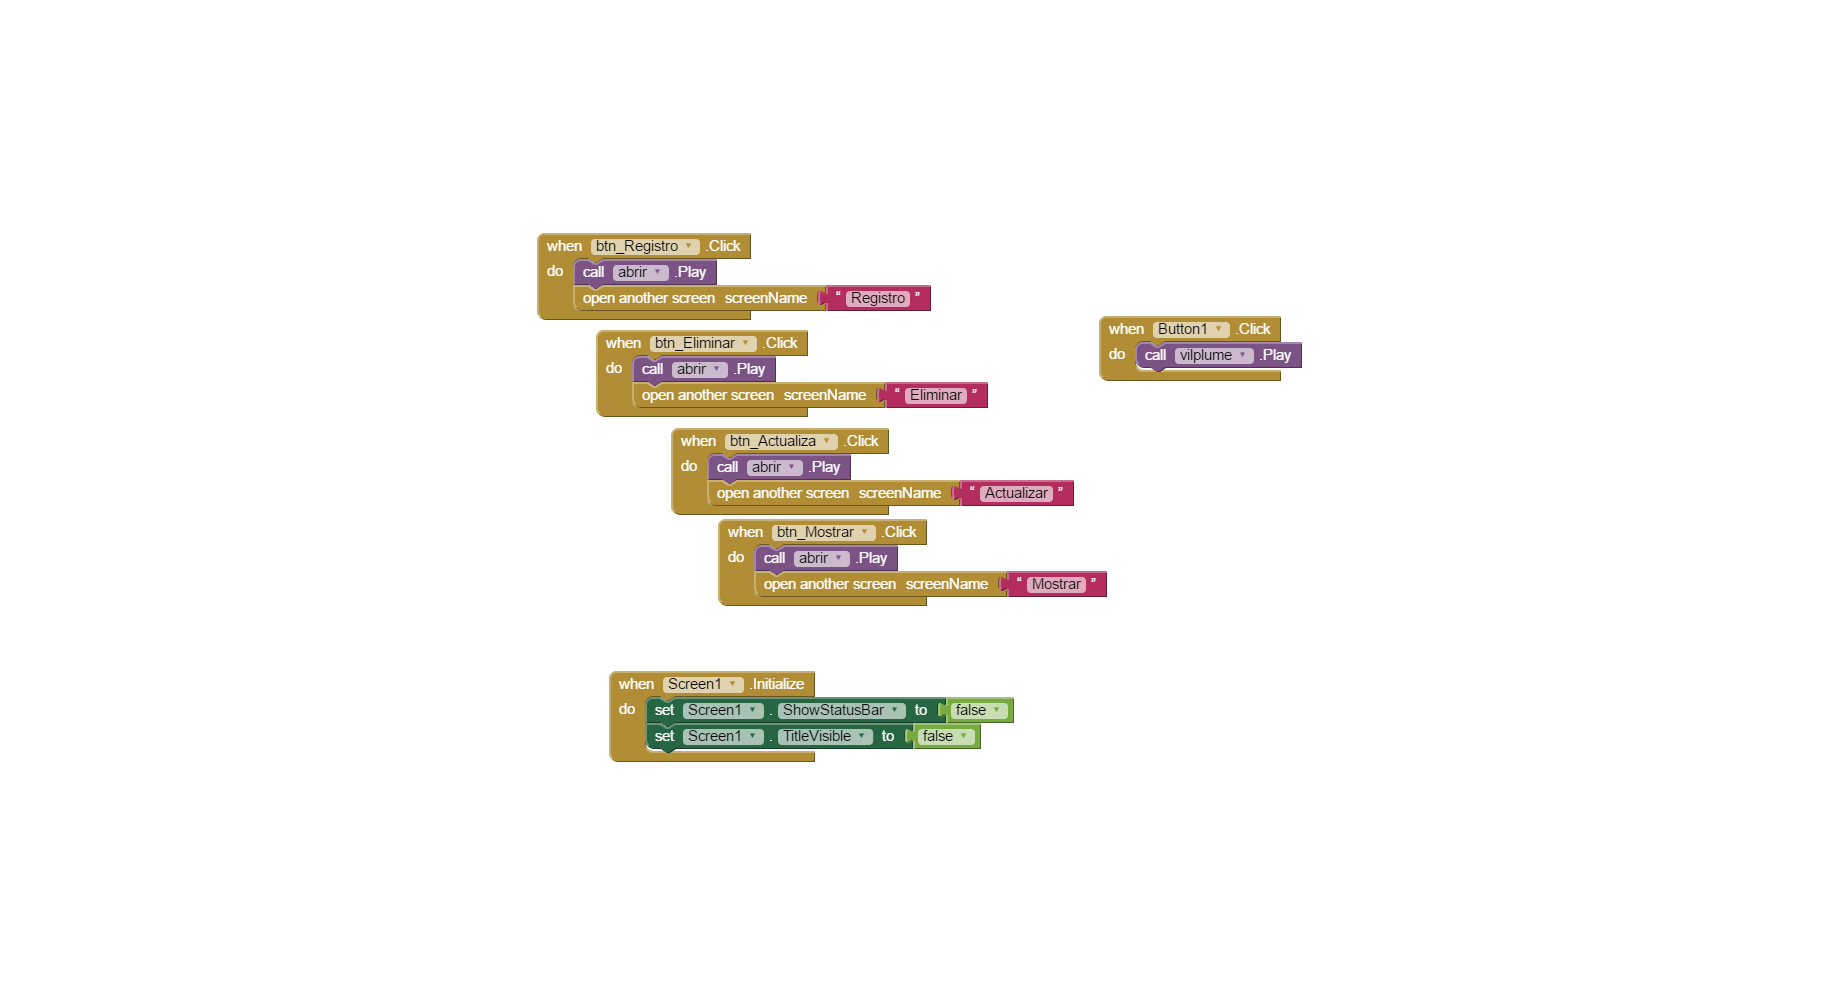 when btn_Registro .Click
do call abrir .Play
open another screen screenName “ Registro ”
when btn_Eliminar .Click
do call abrir .Play
open another screen screenName “ Eliminar ”
when btn_Actualiza .Click
do call abrir .Play
open another screen screenName “ Actualizar ”
when btn_Mostrar .Click
do call abrir .Play
open another screen screenName “ Mostrar ”
when Button1 .Click
do call vilplume .Play
when Screen1 .Initialize
do set Screen1 . ShowStatusBar to false
set Screen1 . TitleVisible to false